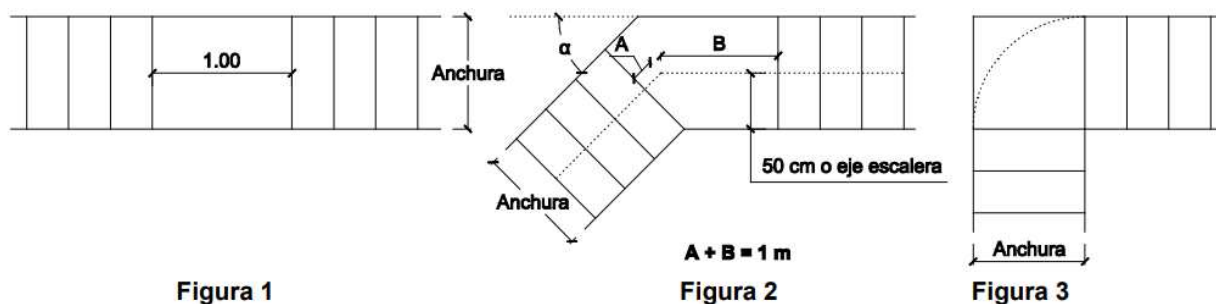 1.00
Anchura
α
A
B
50 cm o eje escalera
Anchura
A + B = 1 m
Anchura
Figura 1
Figura 2
Figura 3